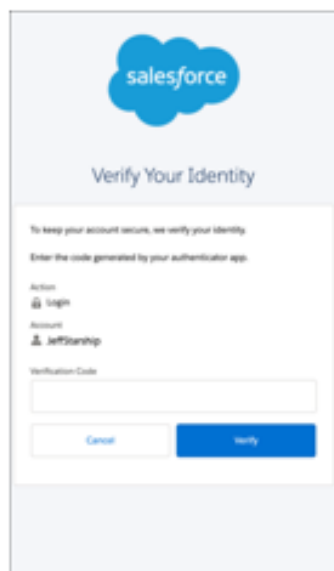 salesforce
Verify Your Identity
To keep your account secure, we verify your identity.
Enter the code generated by your authenticator app.
Action
Login
Account
JeffStarship
Verification Code
Cancel
Verify